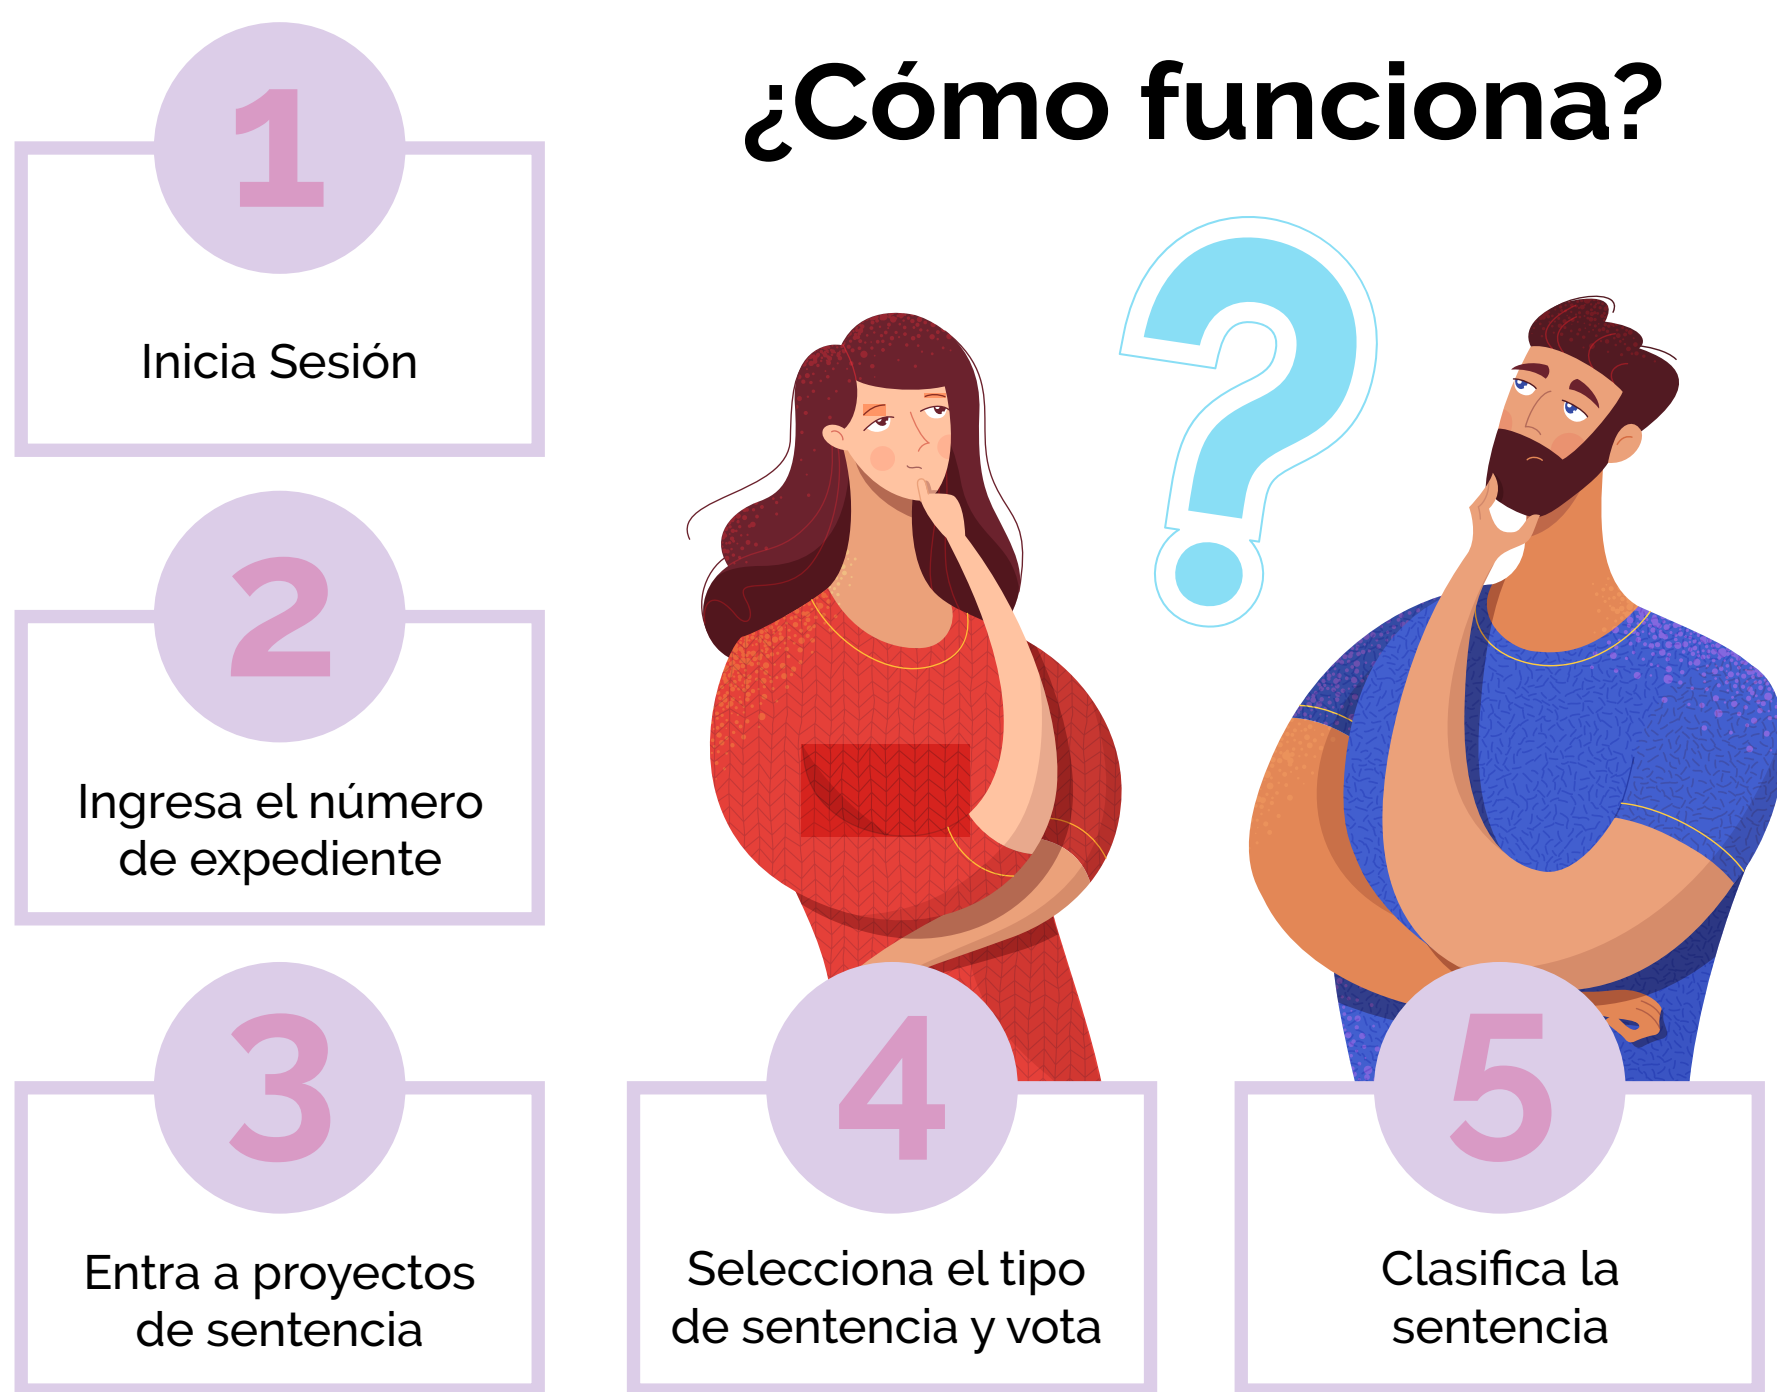 ¿Cómo funciona?
1
Inicia Sesión
2
Ingresa el número
de expediente
3
Entra a proyectos
de sentencia
4
Selecciona el tipo
de sentencia y vota
5
Clasifica la
sentencia